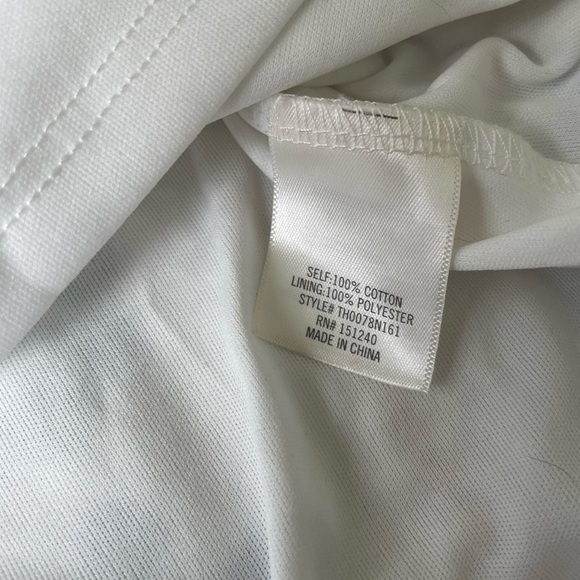 SELF:100% COTTON
LINING:100% POLYESTER
STYLE# TH0078N161
RN# 151240
MADE IN CHINA